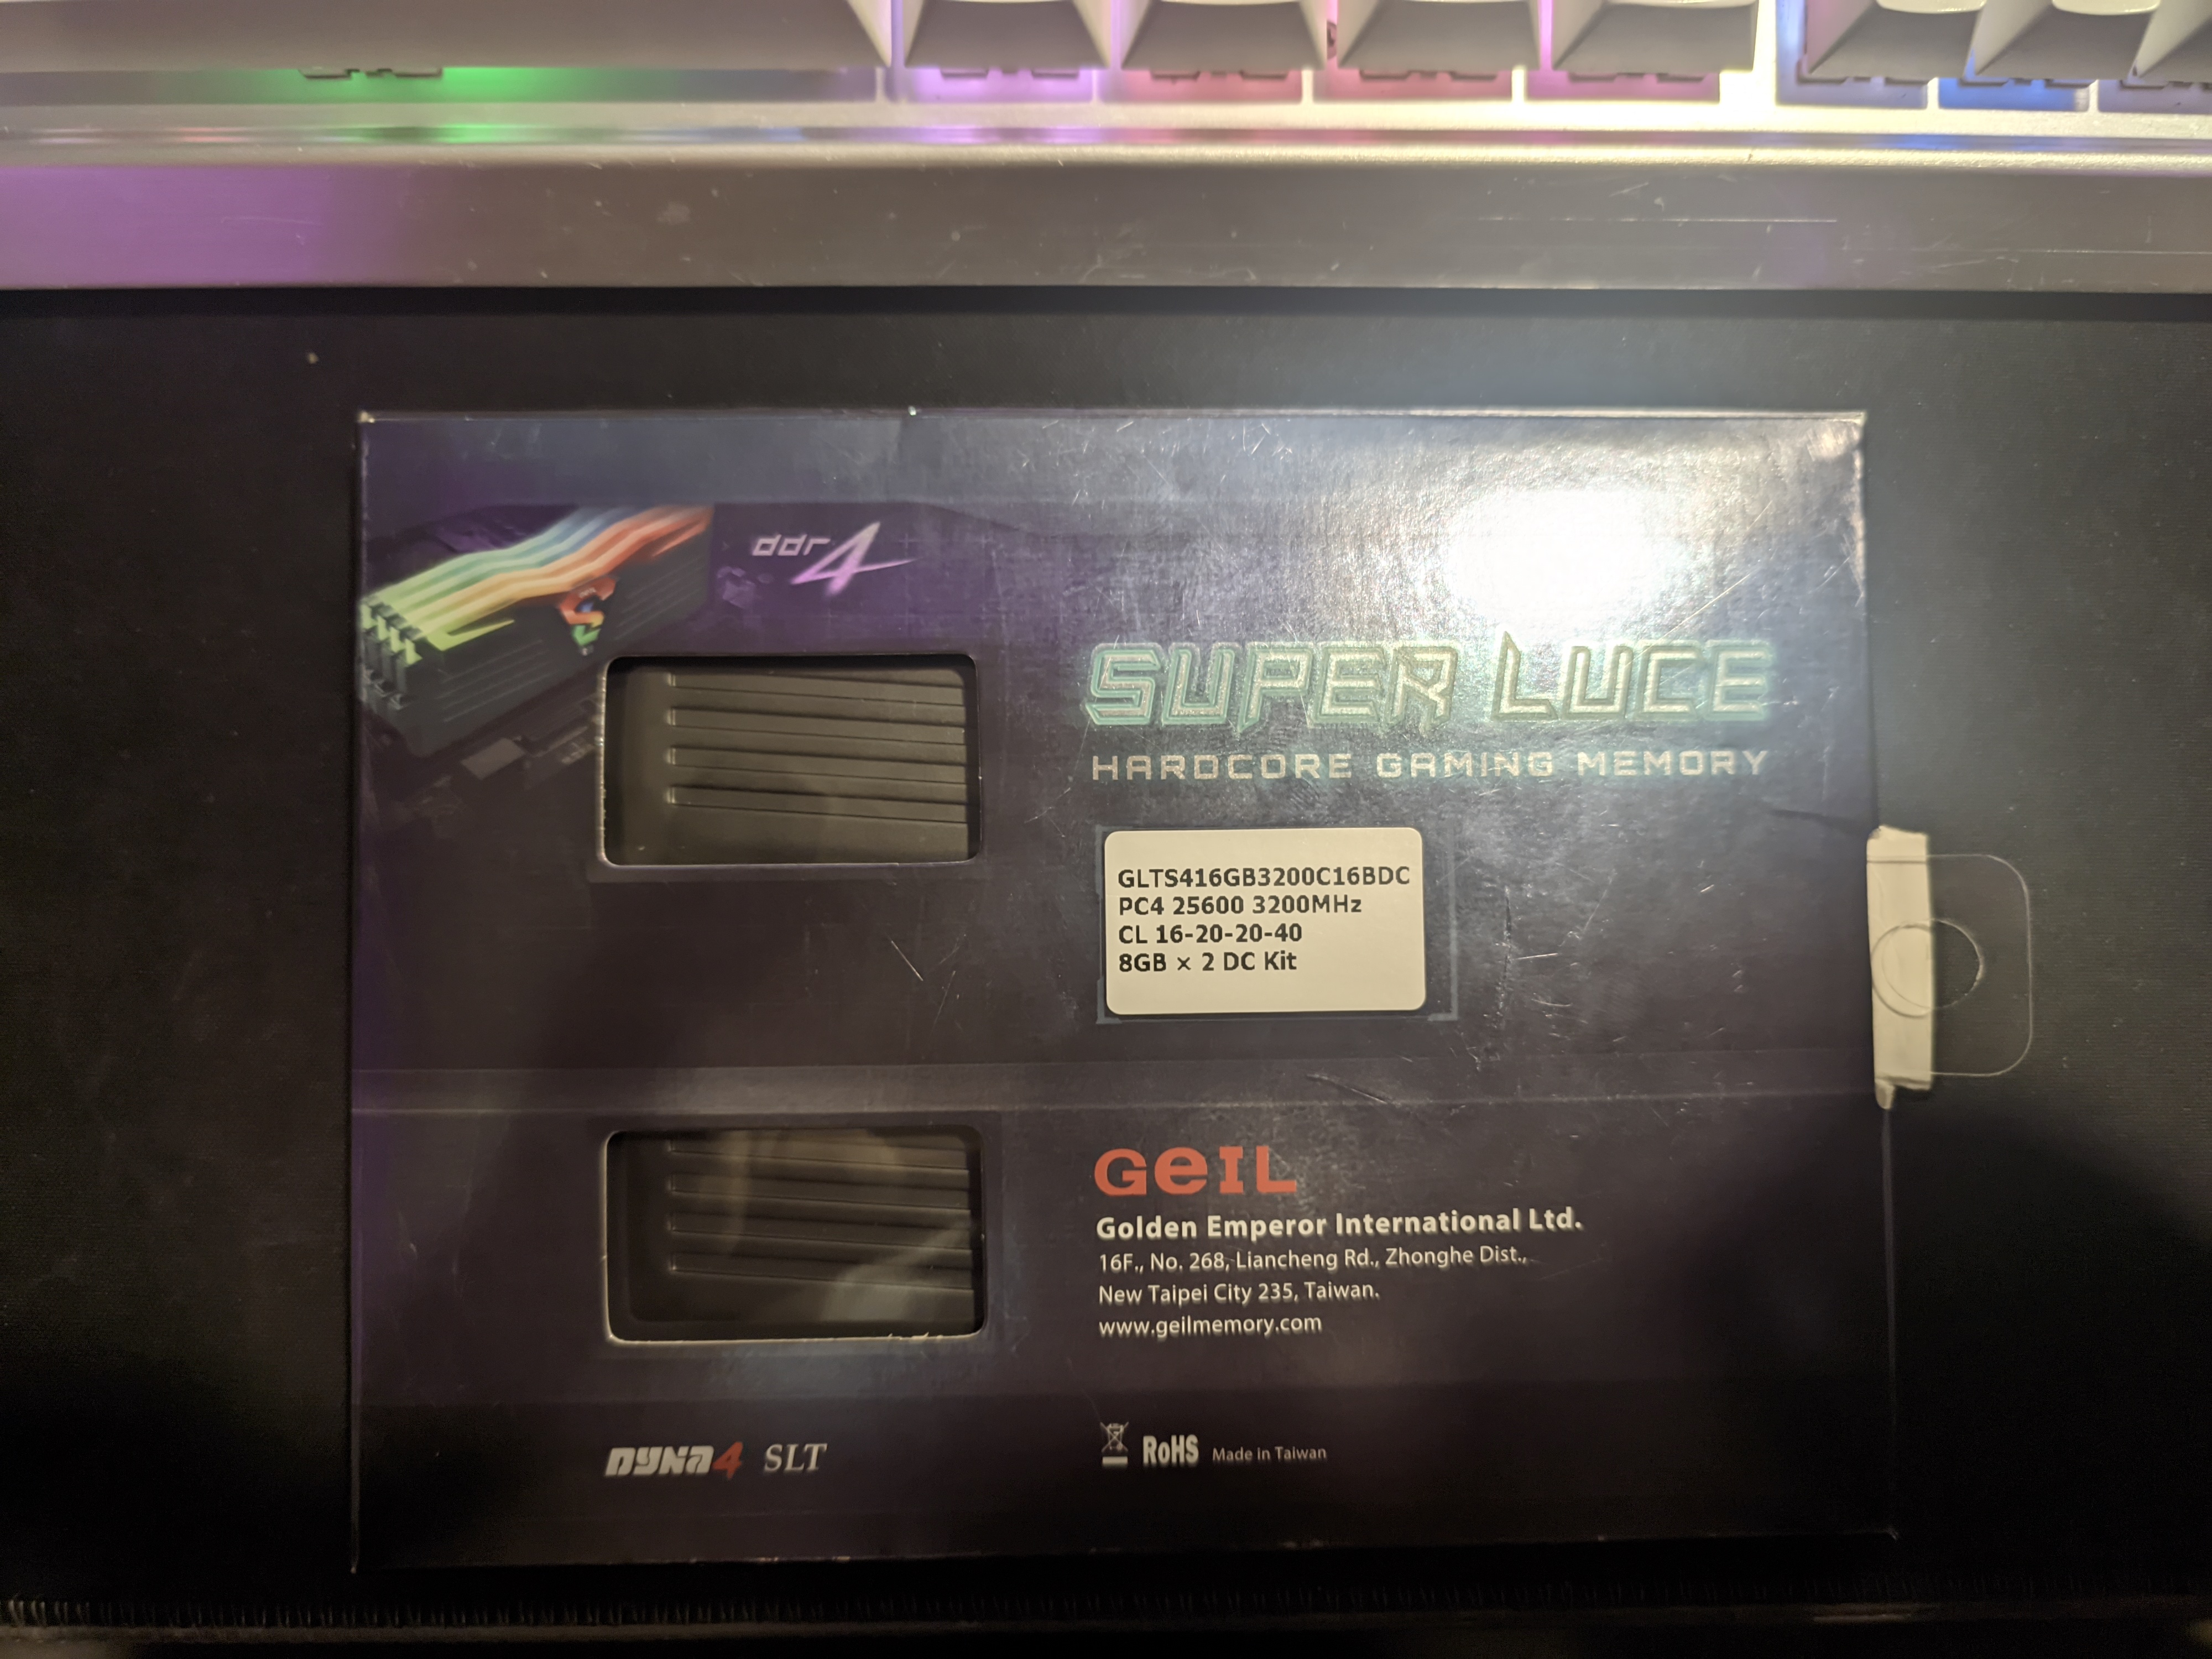 ddr4
SUPER LUCE
HARDCORE GAMING MEMORY
GLTS416GB3200C16BDC
PC4 25600 3200MHz
CL 16-20-20-40
8GB × 2 DC Kit
GeIL
Golden Emperor International Ltd.
16F., No. 268, Liancheng Rd., Zhonghe Dist.,
New Taipei City 235, Taiwan.
www.geilmemory.com
DYNA4 SLT
RoHS Made in Taiwan